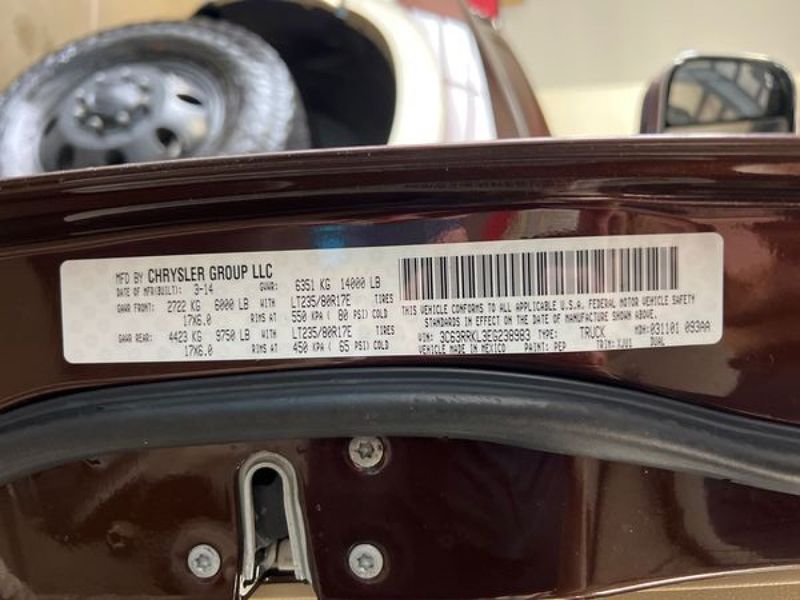 MFD BY CHRYSLER GROUP LLC
DATE OF MFR(BUILT): 3-14 GVWR: 6351 KG 14000 LB
GAWR FRONT: 2722 KG 6000 LB WITH LT235/80R17E TIRES
17X6.0 RIMS AT 550 KPA ( 80 PSI) COLD
GAWR REAR: 4423 KG 9750 LB WITH LT235/80R17E TIRES
17X6.0 RIMS AT 450 KPA ( 65 PSI) COLD
THIS VEHICLE CONFORMS TO ALL APPLICABLE U.S.A. FEDERAL MOTOR VEHICLE SAFETY
STANDARDS IN EFFECT ON THE DATE OF MANUFACTURE SHOWN ABOVE.
VIN: 3C63RRKL3EG238983 TYPE: TRUCK MDH: 031101 093AA
VEHICLE MADE IN MEXICO PAINT: PEP TRIM: XJU1 DUAL